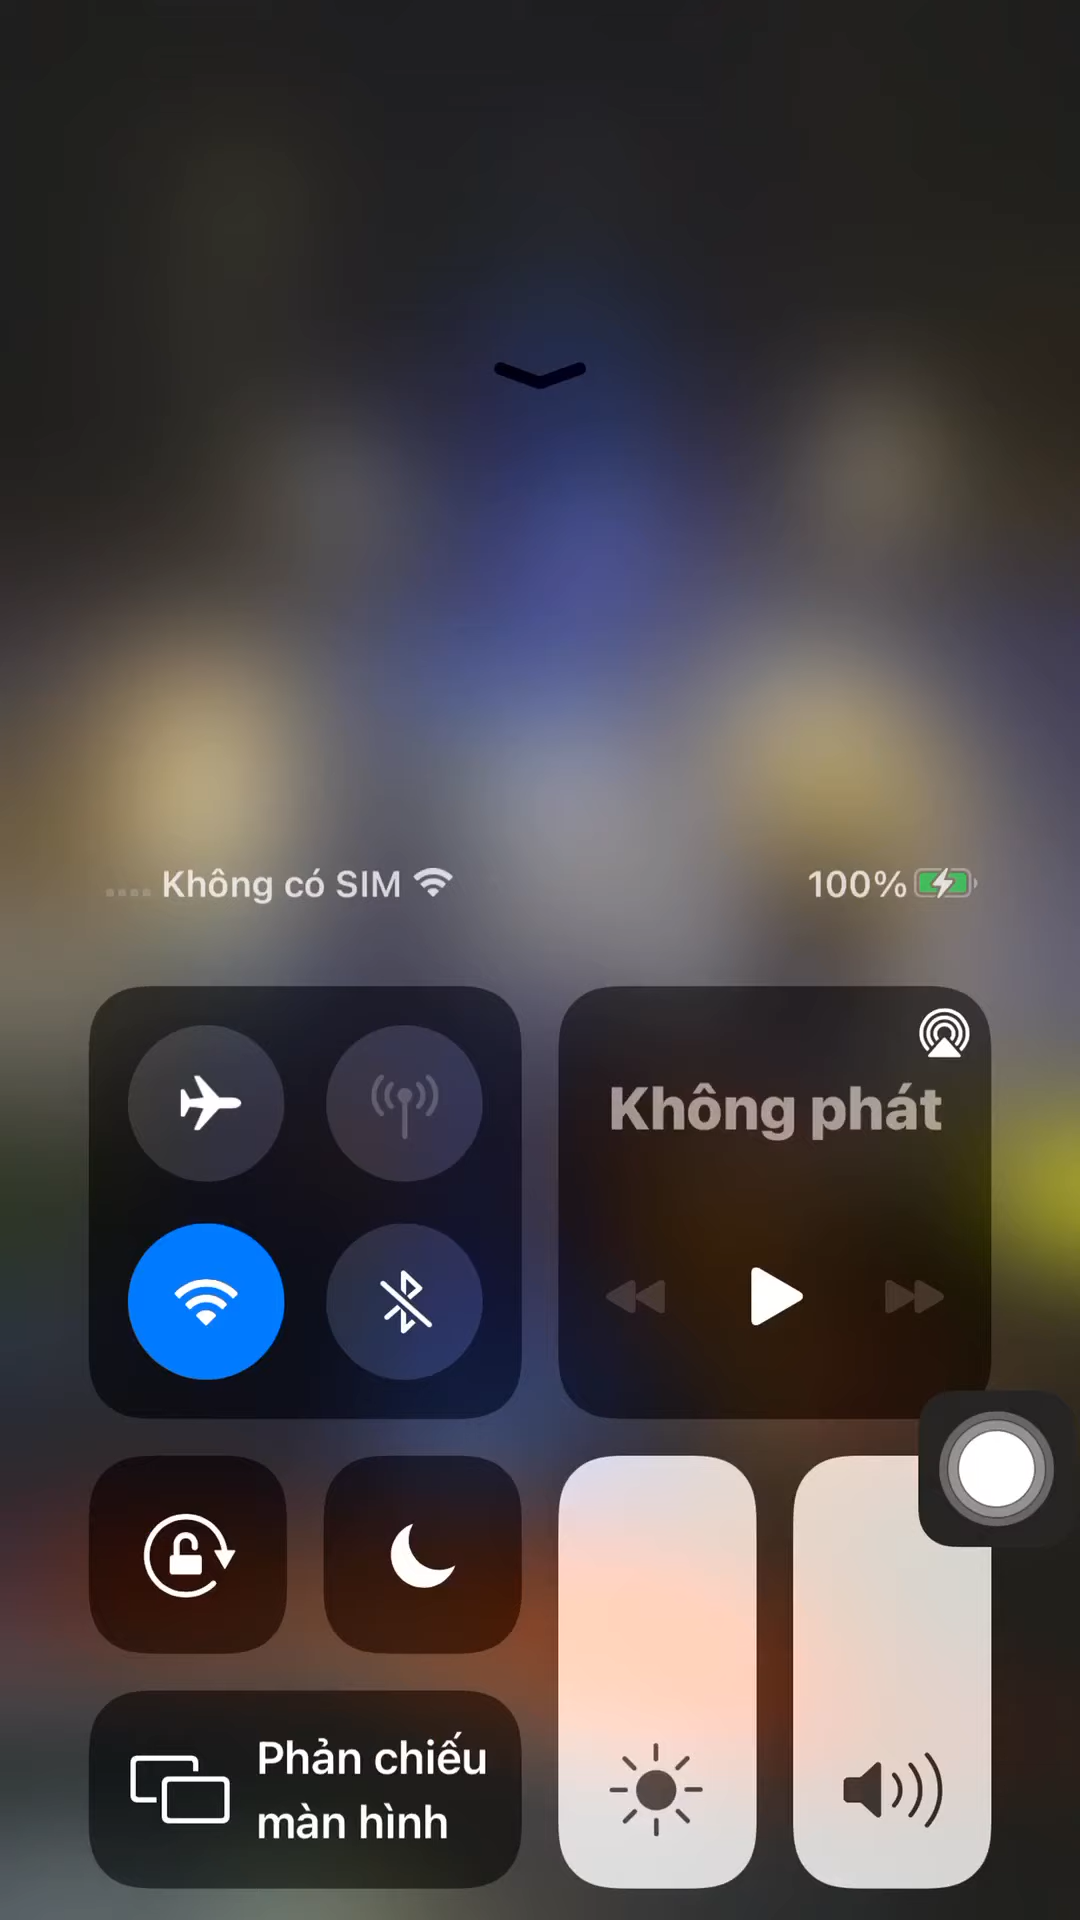 Không có SIM
100%
Không phát
Phản chiếu
màn hình